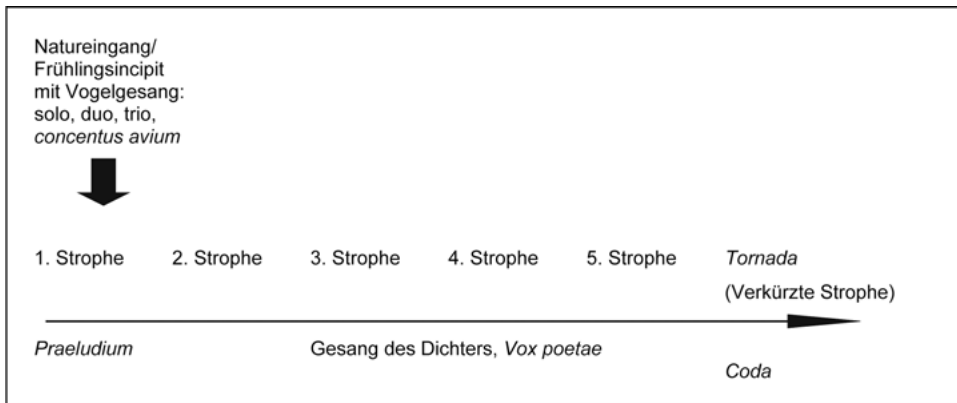 Natureingang/
Frühlingsincipit
mit Vogelgesang:
solo, duo, trio,
concentus avium
1. Strophe 2. Strophe 3. Strophe 4. Strophe 5. Strophe Tornada
(Verkürzte Strophe)
Praeludium Gesang des Dichters, Vox poetae
Coda